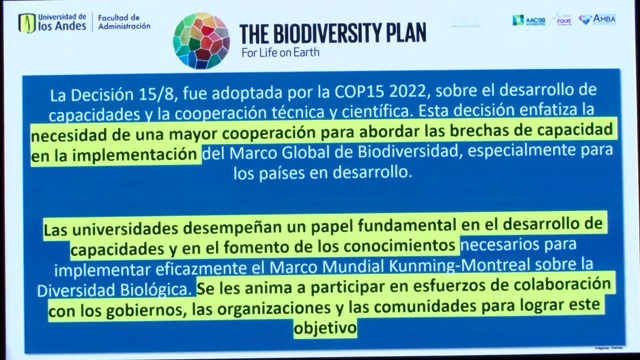 Universidad de los Andes
Facultad de Administración
THE BIODIVERSITY PLAN
For Life on Earth
AACSB
EQUIS
AMBA
La Decisión 15/8, fue adoptada por la COP15 2022, sobre el desarrollo de
capacidades y la cooperación técnica y científica. Esta decisión enfatiza la
necesidad de una mayor cooperación para abordar las brechas de capacidad
en la implementación del Marco Global de Biodiversidad, especialmente para
los países en desarrollo.
Las universidades desempeñan un papel fundamental en el desarrollo de
capacidades y en el fomento de los conocimientos necesarios para
implementar eficazmente el Marco Mundial Kunming-Montreal sobre la
Diversidad Biológica. Se les anima a participar en esfuerzos de colaboración
con los gobiernos, las organizaciones y las comunidades para lograr este
objetivo